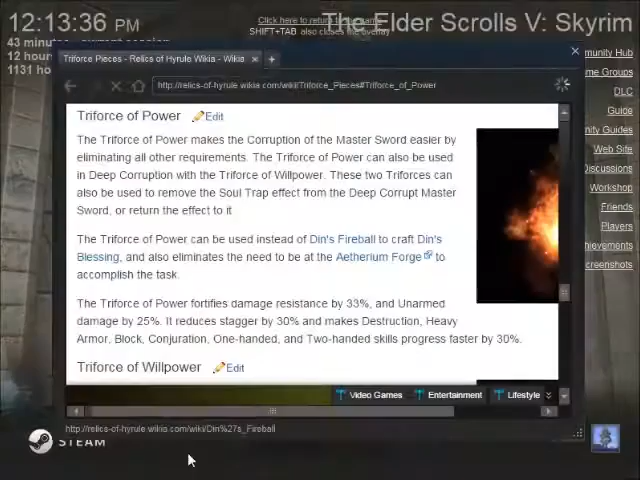 12:13:36 PM
The Elder Scrolls V: Skyrim
Click here to return to
SHIFT+TAB also closes the overlay
43 minutes
12 hour
1131 ho
Triforce Pieces - Relics of Hyrule Wikia - Wikia
http://relics-of-hyrule.wikia.com/wiki/Triforce_Pieces#Triforce_of_Power
munity Hub
me Groups
DLC
Guide
nity Guides
Web Site
Discussions
Workshop
Friends
Players
hievements
creenshots
Triforce of Power Edit
The Triforce of Power makes the Corruption of the Master Sword easier by
eliminating all other requirements. The Triforce of Power can also be used
in Deep Corruption with the Triforce of Willpower. These two Triforces can
also be used to remove the Soul Trap effect from the Deep Corrupt Master
Sword, or return the effect to it
The Triforce of Power can be used instead of Din's Fireball to craft Din's
Blessing, and also eliminates the need to be at the Aetherium Forge to
accomplish the task.
The Triforce of Power fortifies damage resistance by 33%, and Unarmed
damage by 25%. It reduces stagger by 30% and makes Destruction, Heavy
Armor, Block, Conjuration, One-handed, and Two-handed skills progress faster by 30%.
Triforce of Willpower Edit
Video Games Entertainment Lifestyle
http://relics-of-hyrule.wikia.com/wiki/Din%27s_Fireball
STEAM